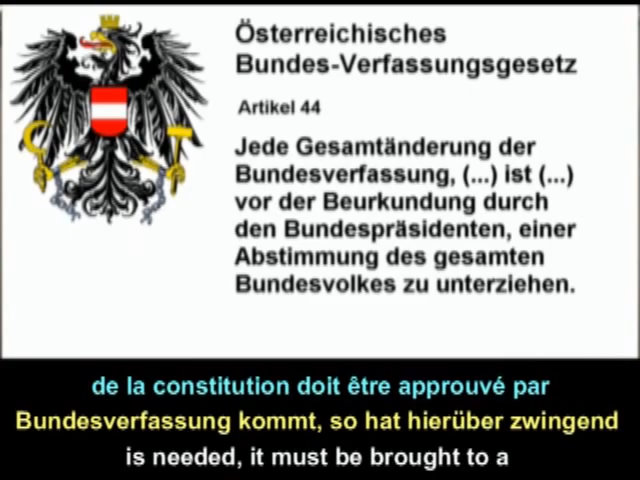 Österreichisches
Bundes-Verfassungsgesetz
Artikel 44
Jede Gesamtänderung der
Bundesverfassung, (...) ist (...)
vor der Beurkundung durch
den Bundespräsidenten, einer
Abstimmung des gesamten
Bundesvolkes zu unterziehen.
de la constitution doit être approuvé par
Bundesverfassung kommt, so hat hierüber zwingend
is needed, it must be brought to a